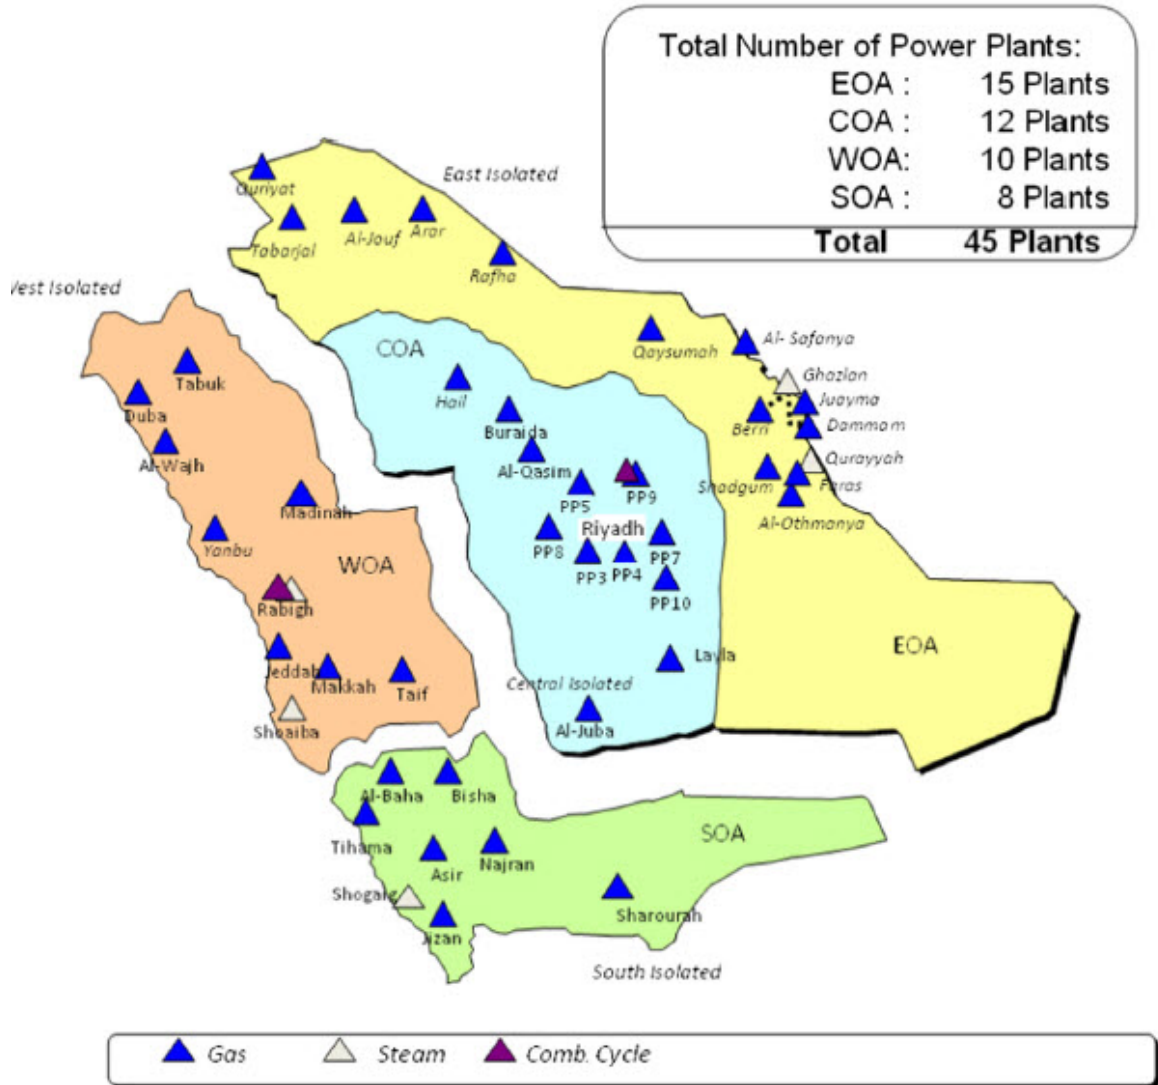 Total Number of Power Plants:
EOA : 15 Plants
COA : 12 Plants
WOA: 10 Plants
SOA : 8 Plants
Total 45 Plants
East Isolated
Quriyat
Tabarjal
Al-Jouf
Arar
Rafha
Qaysumah
Al- Safanya
Ghazlan
Juayma
Berri
Dammam
Qurayyah
Shadgum
Faras
Al-Othmanya
EOA
COA
Hail
Buraida
Al-Qasim
PP5
PP9
Riyadh
PP8
PP3
PP4
PP7
PP10
Layla
Central Isolated
Al-Juba
West Isolated
Tabuk
Duba
Al-Wajh
Madinah
Yanbu
WOA
Rabigh
Jeddah
Makkah
Taif
Shoaiba
Al-Baha
Bisha
Tihama
Asir
Najran
SOA
Shogaig
Jizan
Sharourah
South Isolated
Gas Steam Comb. Cycle